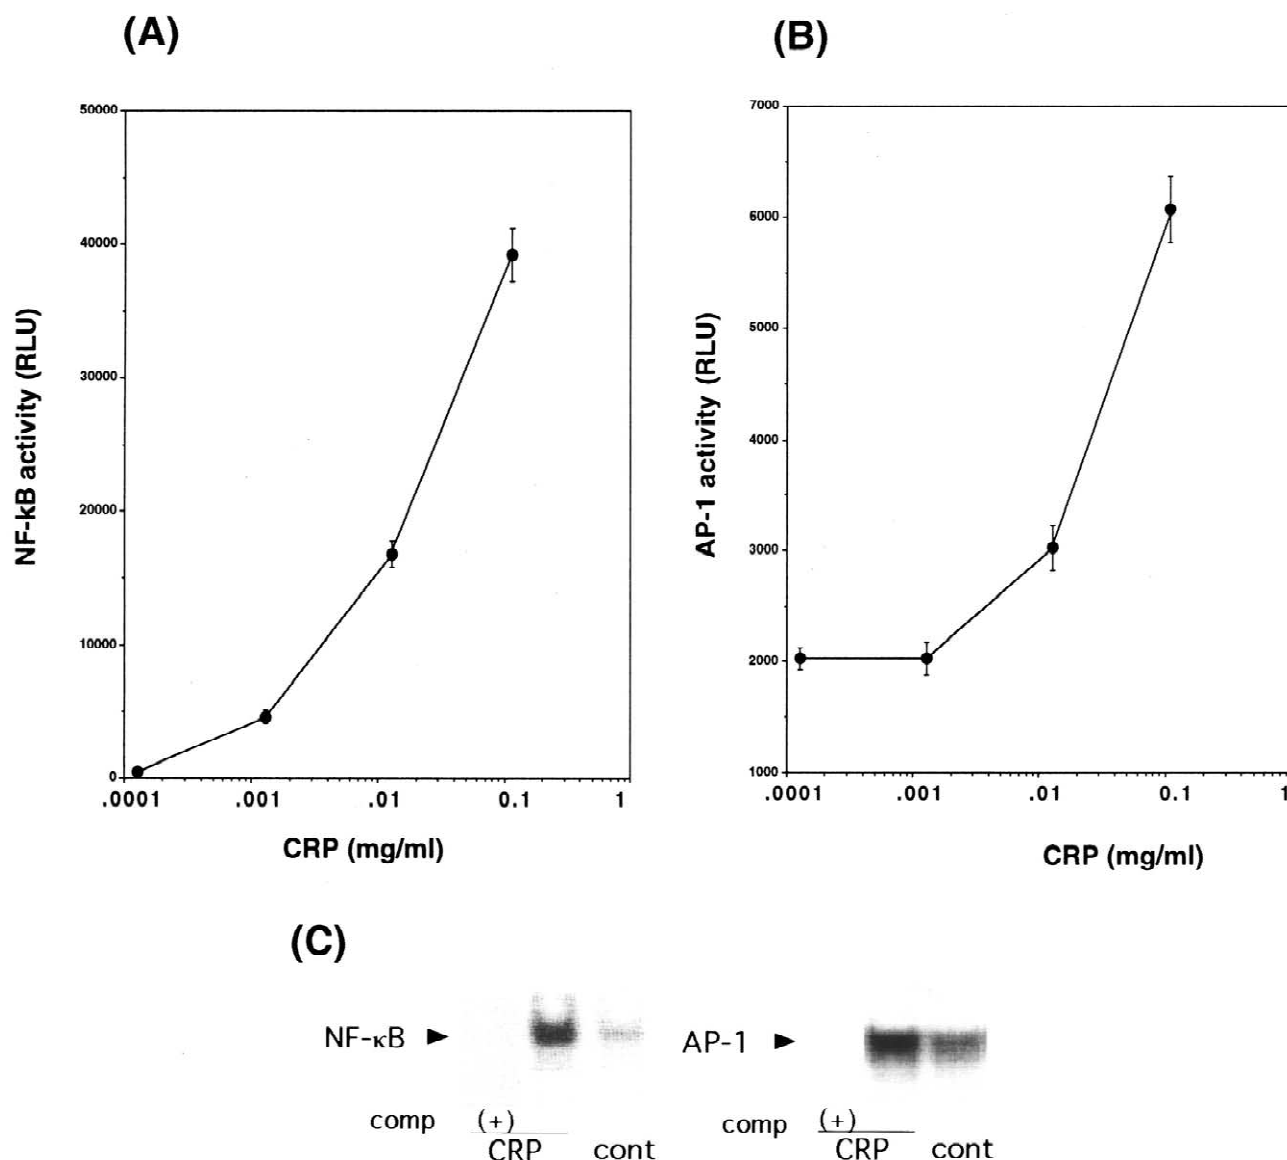 (A)
50000
40000
30000
20000
10000
0
NF-kB activity (RLU)
.0001 .001 .01 0.1 1
CRP (mg/ml)
(B)
7000
6000
5000
4000
3000
2000
1000
AP-1 activity (RLU)
.0001 .001 .01 0.1 1
CRP (mg/ml)
(C)
NF-κB
comp (+)
CRP cont
AP-1
comp (+)
CRP cont